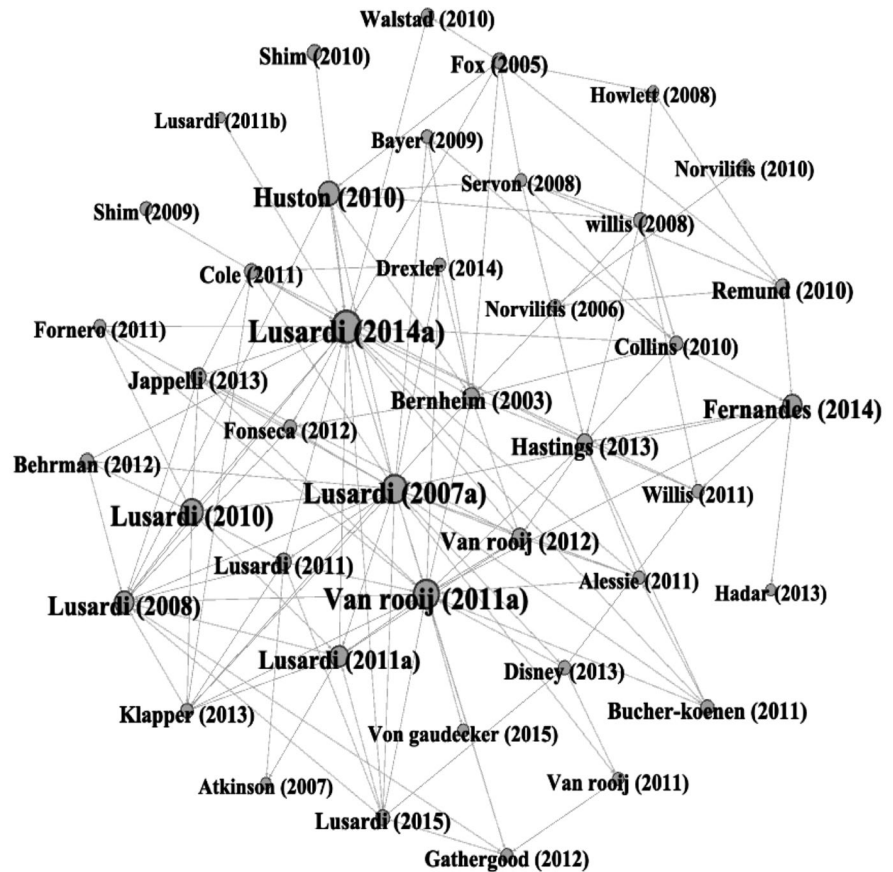 Walstad (2010)
Shim (2010)
Fox (2005)
Howlett (2008)
Lusardi (2011b)
Bayer (2009)
Norvilitis (2010)
Servon (2008)
Huston (2010)
Shim (2009)
willis (2008)
Cole (2011)
Drexler (2014)
Remund (2010)
Norvilitis (2006)
Fornero (2011)
Lusardi (2014a)
Collins (2010)
Jappelli (2013)
Bernheim (2003)
Fernandes (2014)
Fonseca (2012)
Hastings (2013)
Behrman (2012)
Lusardi (2007a)
Willis (2011)
Lusardi (2010)
Van rooij (2012)
Lusardi (2011)
Alessie (2011)
Hadar (2013)
Lusardi (2008)
Van rooij (2011a)
Lusardi (2011a)
Disney (2013)
Klapper (2013)
Bucher-koenen (2011)
Von gaudecker (2015)
Atkinson (2007)
Van rooij (2011)
Lusardi (2015)
Gathergood (2012)